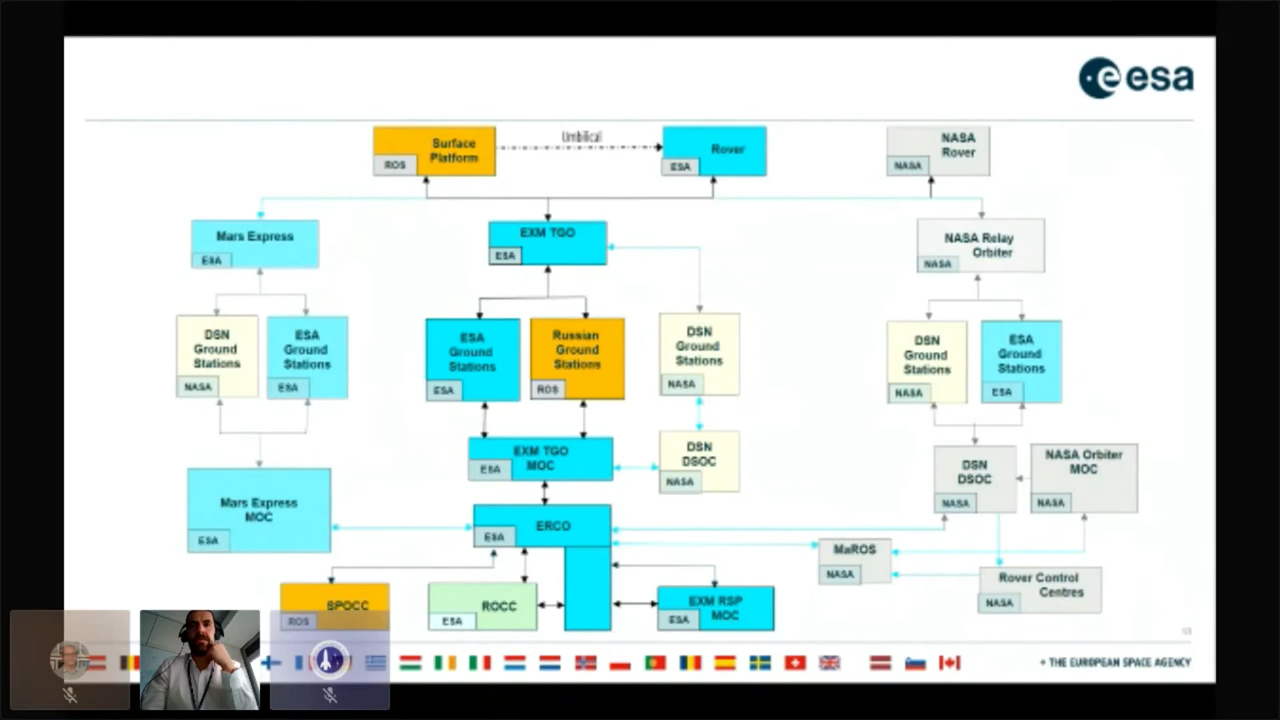 esa
Surface
Platform
ROS
Umbilical
Rover
ESA
NASA
Rover
NASA
Mars Express
ESA
EXM TGO
ESA
NASA Relay
Orbiter
NASA
DSN
Ground
Stations
NASA
ESA
Ground
Stations
ESA
ESA
Ground
Stations
ESA
Russian
Ground
Stations
ROS
DSN
Ground
Stations
NASA
DSN
Ground
Stations
NASA
ESA
Ground
Stations
ESA
EXM TGO
MOC
ESA
DSN
DSOC
NASA
DSN
DSOC
NASA
NASA Orbiter
MOC
NASA
Mars Express
MOC
ESA
ERCO
ESA
MaROS
NASA
Rover Control
Centres
NASA
SPOCC
ROS
ROCC
ESA
EXM RSP
MOC
ESA
THE EUROPEAN SPACE AGENCY